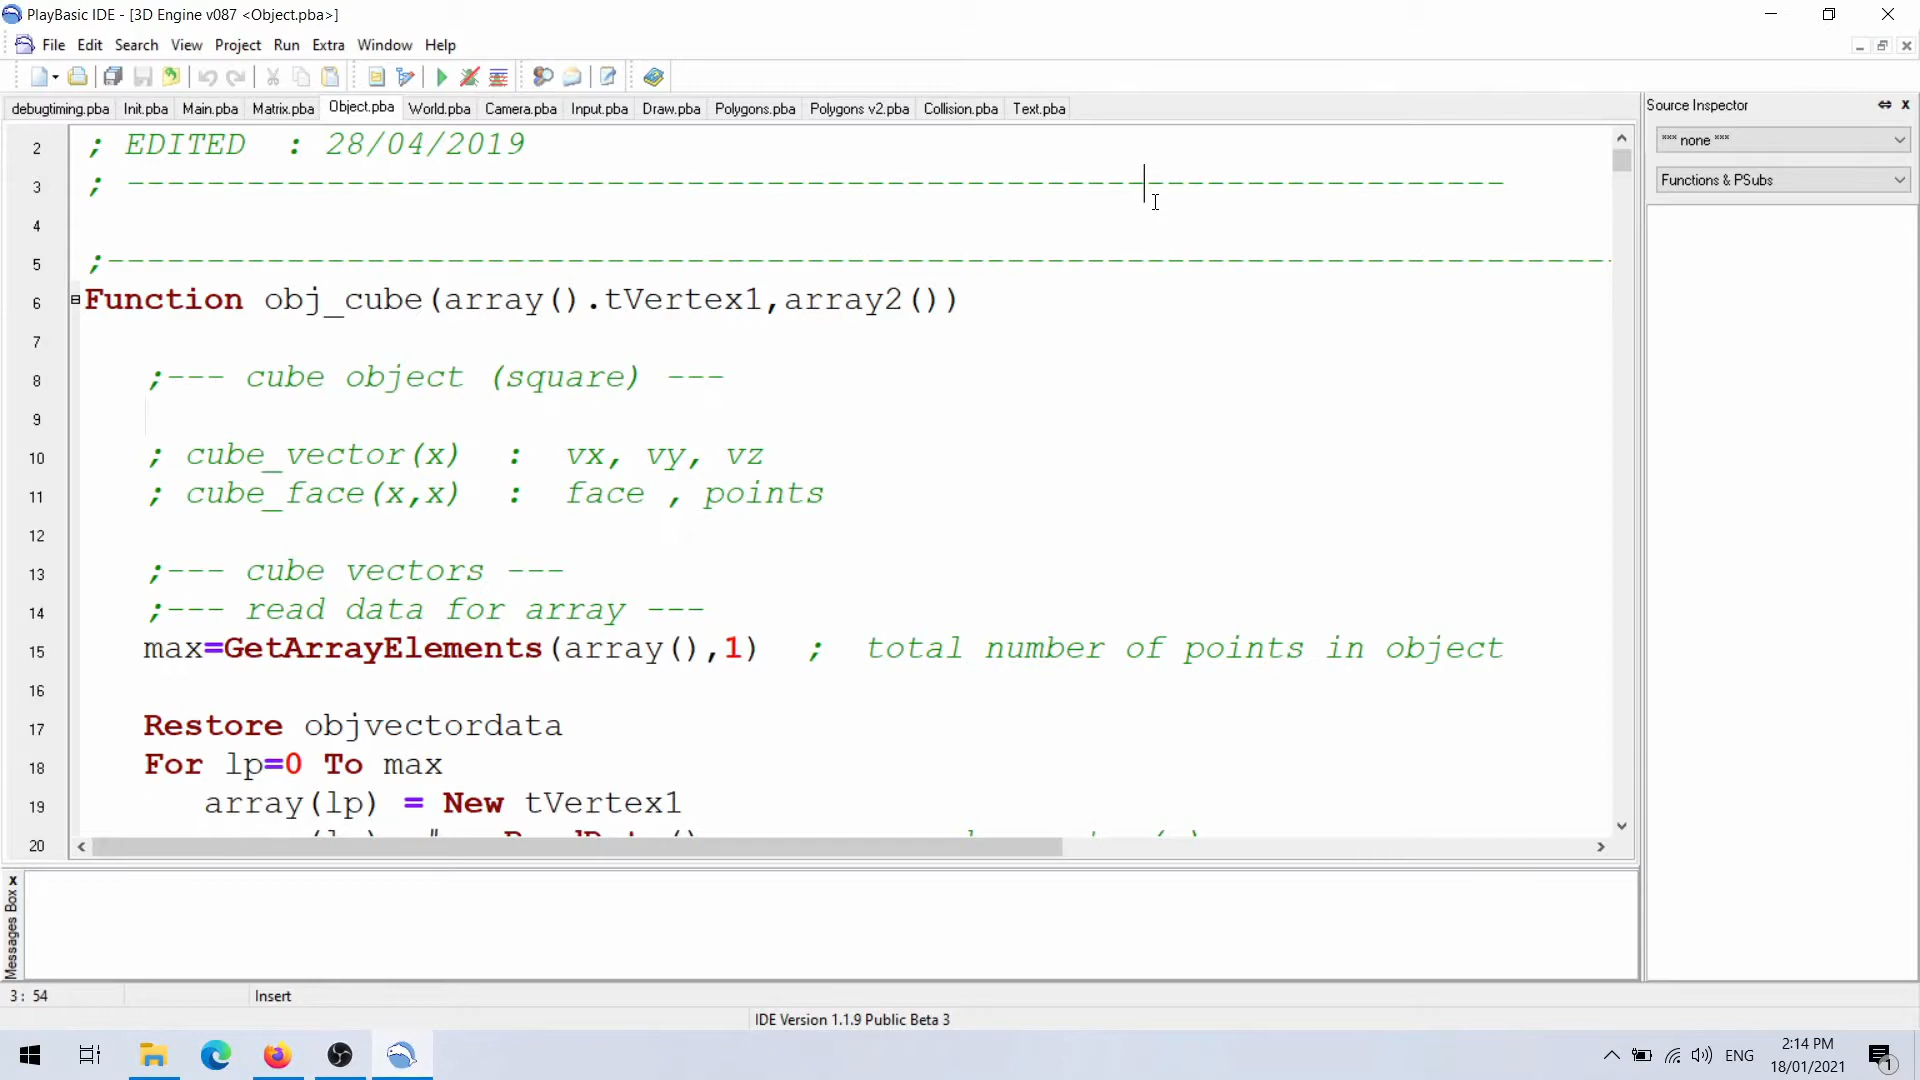 PlayBasic IDE - [3D Engine v087 <Object.pba>]
File Edit Search View Project Run Extra Window Help
debugtiming.pba Init.pba Main.pba Matrix.pba Object.pba World.pba Camera.pba Input.pba Draw.pba Polygons.pba Polygons v2.pba Collision.pba Text.pba
Source Inspector
*** none ***
Functions & PSubs
2 ; EDITED : 28/04/2019
3 ; ---------------------------------------------------------------------
4
5 ;----------------------------------------------------------------------------
6 Function obj_cube(array().tVertex1,array2())
7
8 ;--- cube object (square) ---
9
10 ; cube_vector(x) : vx, vy, vz
11 ; cube_face(x,x) : face , points
12
13 ;--- cube vectors ---
14 ;--- read data for array ---
15 max=GetArrayElements(array(),1) ; total number of points in object
16
17 Restore objvectordata
18 For lp=0 To max
19 array(lp) = New tVertex1
20
Messages Box
3: 54 Insert
IDE Version 1.1.9 Public Beta 3
ENG
2:14 PM
18/01/2021
1